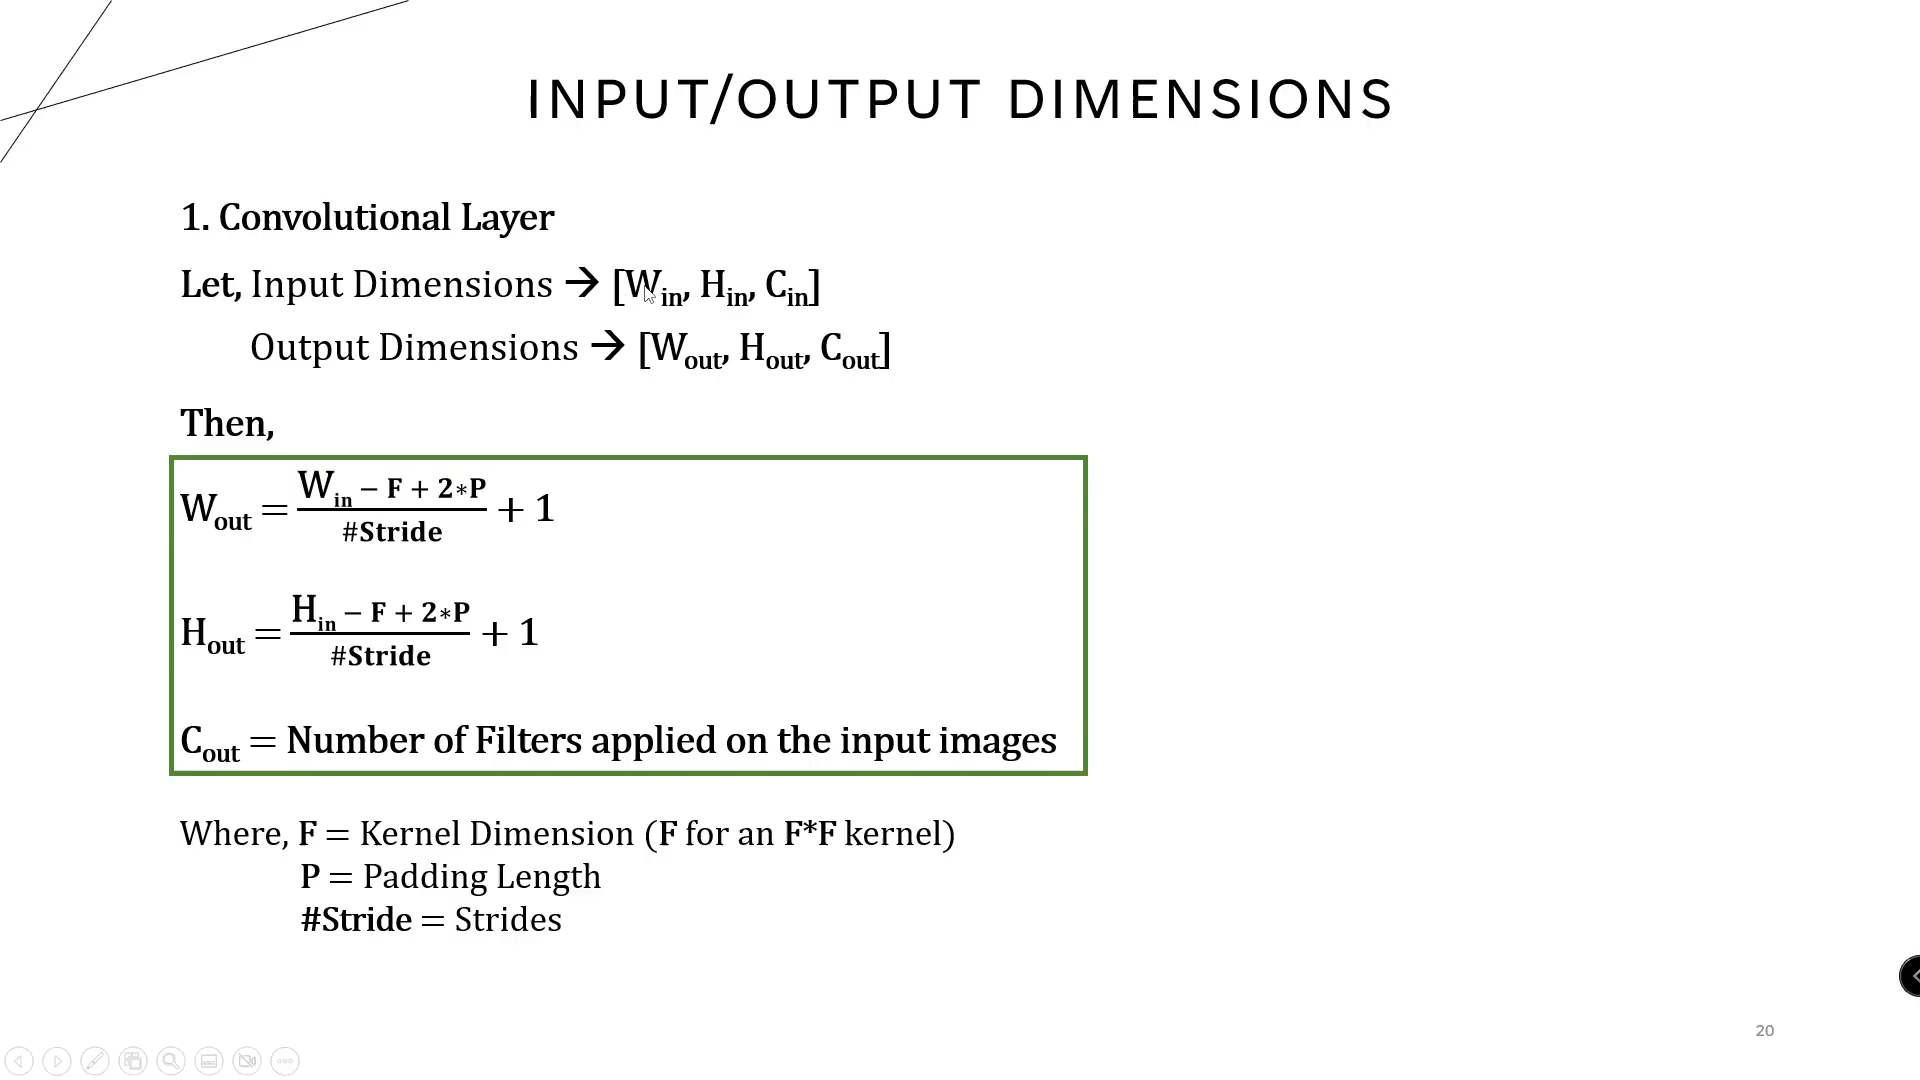 INPUT/OUTPUT DIMENSIONS
1. Convolutional Layer
Let, Input Dimensions → [W_in, H_in, C_in]
Output Dimensions → [W_out, H_out, C_out]
Then,
W_out = (W_in − F + 2∗P) / #Stride + 1
H_out = (H_in − F + 2∗P) / #Stride + 1
C_out = Number of Filters applied on the input images
Where, F = Kernel Dimension (F for an F*F kernel)
P = Padding Length
#Stride = Strides
20